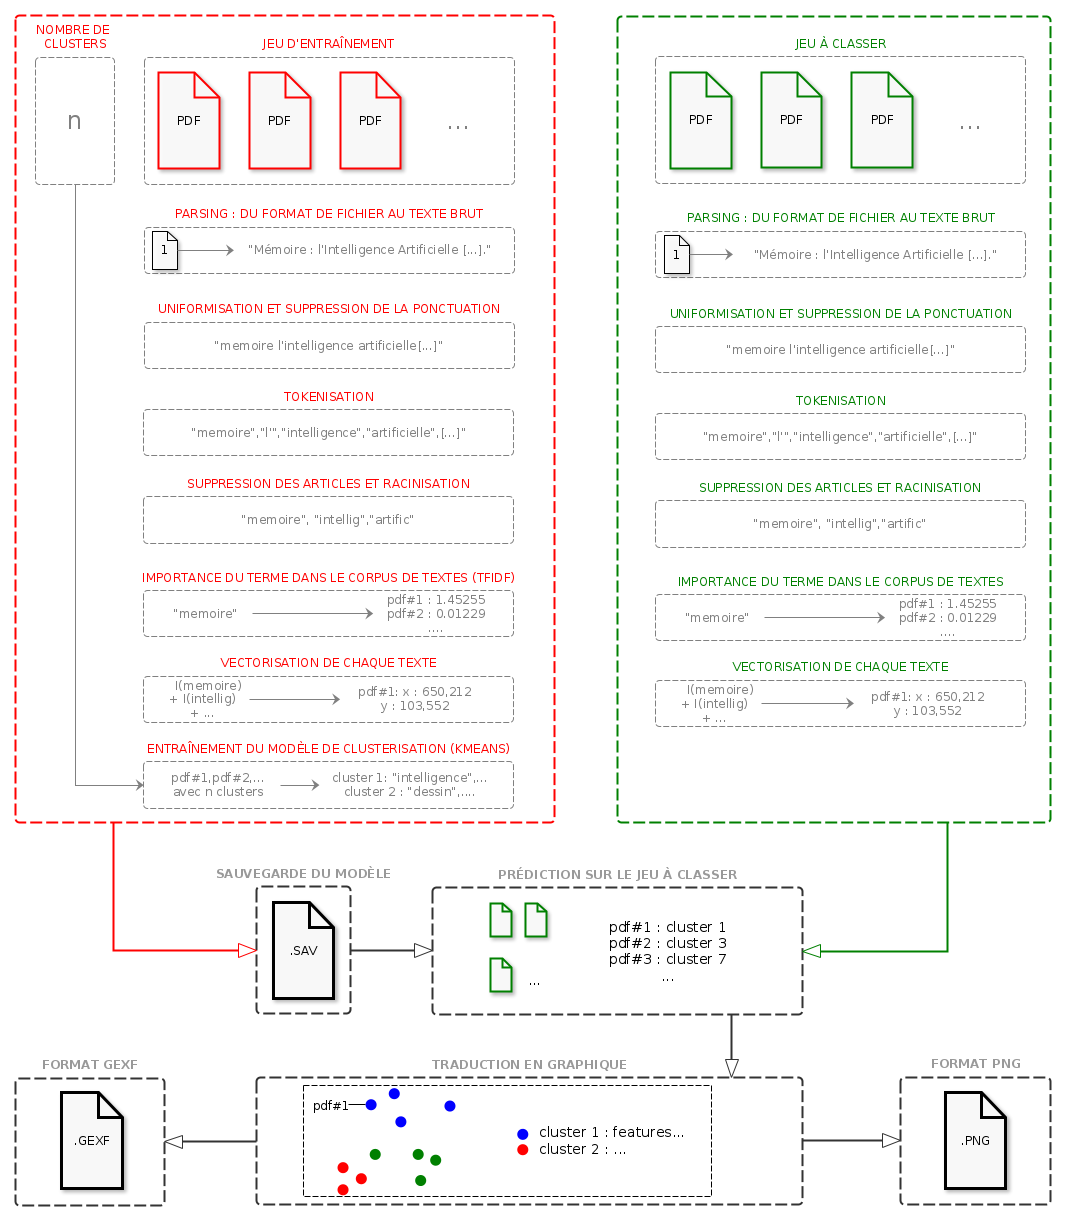 NOMBRE DE
CLUSTERS
n
JEU D'ENTRAÎNEMENT
PDF
PDF
PDF
...
PARSING : DU FORMAT DE FICHIER AU TEXTE BRUT
1
"Mémoire : l'Intelligence Artificielle [...]."
UNIFORMISATION ET SUPPRESSION DE LA PONCTUATION
"memoire l'intelligence artificielle[...]"
TOKENISATION
"memoire","l'","intelligence","artificielle",[...]"
SUPPRESSION DES ARTICLES ET RACINISATION
"memoire", "intellig","artific"
IMPORTANCE DU TERME DANS LE CORPUS DE TEXTES (TFIDF)
"memoire"
pdf#1 : 1.45255
pdf#2 : 0.01229
....
VECTORISATION DE CHAQUE TEXTE
I(memoire)
+ I(intellig)
+ ...
pdf#1: x : 650,212
y : 103,552
ENTRAÎNEMENT DU MODÈLE DE CLUSTERISATION (KMEANS)
pdf#1,pdf#2,...
avec n clusters
cluster 1: "intelligence",...
cluster 2 : "dessin",....
JEU À CLASSER
PDF
PDF
PDF
...
PARSING : DU FORMAT DE FICHIER AU TEXTE BRUT
1
"Mémoire : l'Intelligence Artificielle [...]."
UNIFORMISATION ET SUPPRESSION DE LA PONCTUATION
"memoire l'intelligence artificielle[...]"
TOKENISATION
"memoire","l'","intelligence","artificielle",[...]"
SUPPRESSION DES ARTICLES ET RACINISATION
"memoire", "intellig","artific"
IMPORTANCE DU TERME DANS LE CORPUS DE TEXTES
"memoire"
pdf#1 : 1.45255
pdf#2 : 0.01229
....
VECTORISATION DE CHAQUE TEXTE
I(memoire)
+ I(intellig)
+ ...
pdf#1: x : 650,212
y : 103,552
SAUVEGARDE DU MODÈLE
.SAV
PRÉDICTION SUR LE JEU À CLASSER
...
pdf#1 : cluster 1
pdf#2 : cluster 3
pdf#3 : cluster 7
...
FORMAT GEXF
.GEXF
TRADUCTION EN GRAPHIQUE
pdf#1
cluster 1 : features...
cluster 2 : ...
FORMAT PNG
.PNG